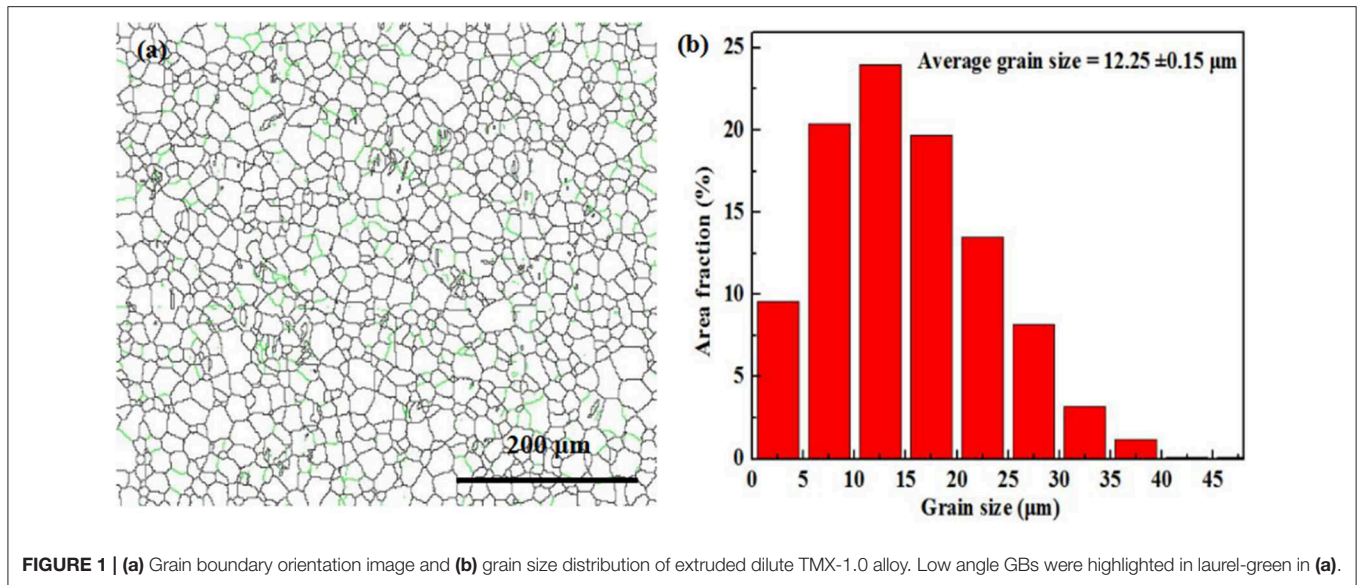 (a)
200 μm
(b)
Average grain size = 12.25 ±0.15 μm
Area fraction (%)
25
20
15
10
5
0
0 5 10 15 20 25 30 35 40 45
Grain size (μm)
FIGURE 1 | (a) Grain boundary orientation image and (b) grain size distribution of extruded dilute TMX-1.0 alloy. Low angle GBs were highlighted in laurel-green in (a).